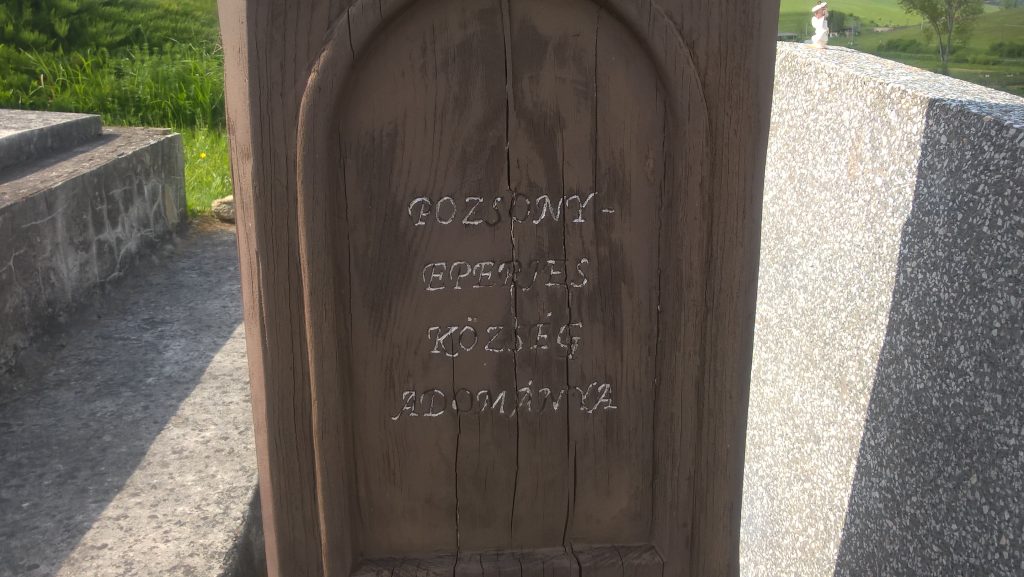 POZSONY-
EPERJES
KÖZSÉG
ADOMÁNYA